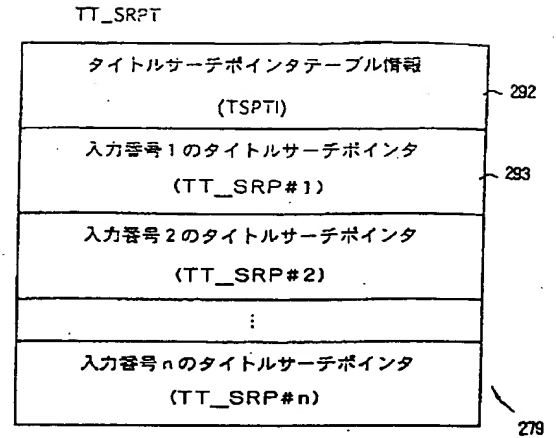 TT_SRPT
タイトルサーチポインタテーブル情報
(TSPTI)
292
入力番号1のタイトルサーチポインタ
(TT_SRP#1)
293
入力番号2のタイトルサーチポインタ
(TT_SRP#2)
⋮
入力番号nのタイトルサーチポインタ
(TT_SRP#n)
279